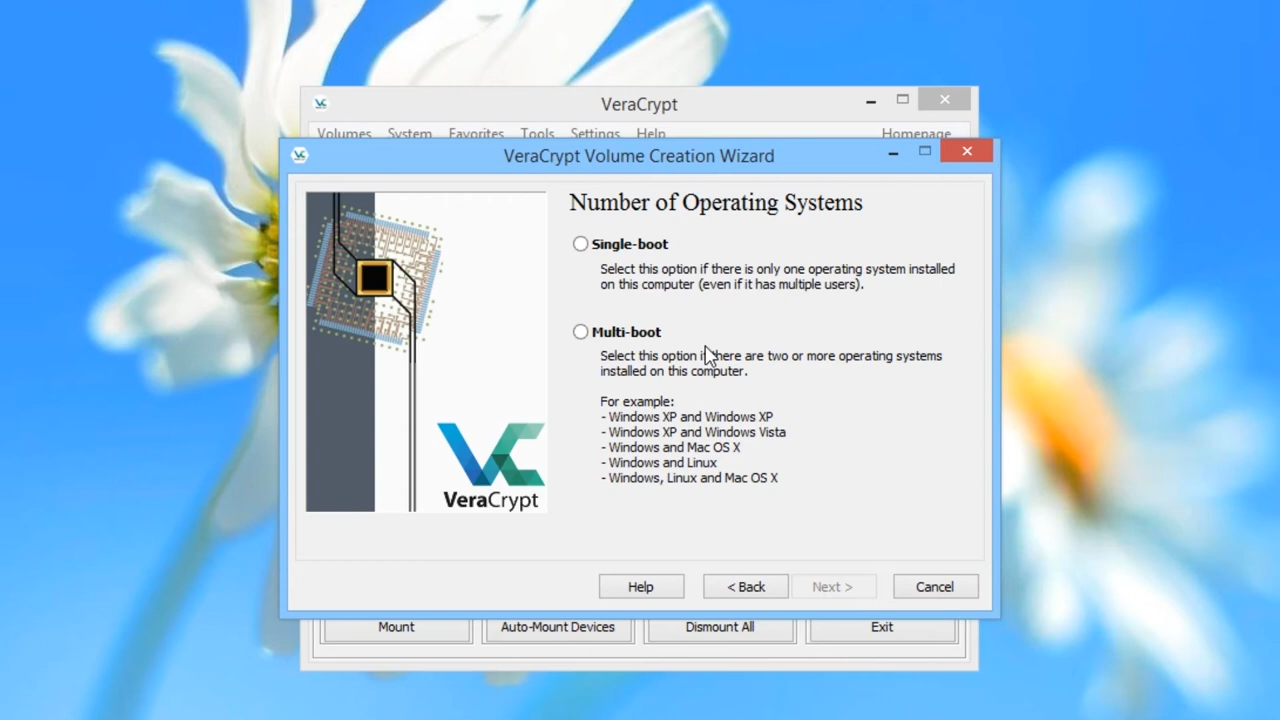 VeraCrypt
Volumes System Favorites Tools Settings Help Homepage
VeraCrypt Volume Creation Wizard
Number of Operating Systems
Single-boot
Select this option if there is only one operating system installed
on this computer (even if it has multiple users).
Multi-boot
Select this option if there are two or more operating systems
installed on this computer.
For example:
- Windows XP and Windows XP
- Windows XP and Windows Vista
- Windows and Mac OS X
- Windows and Linux
- Windows, Linux and Mac OS X
VeraCrypt
Help < Back Next > Cancel
Mount Auto-Mount Devices Dismount All Exit